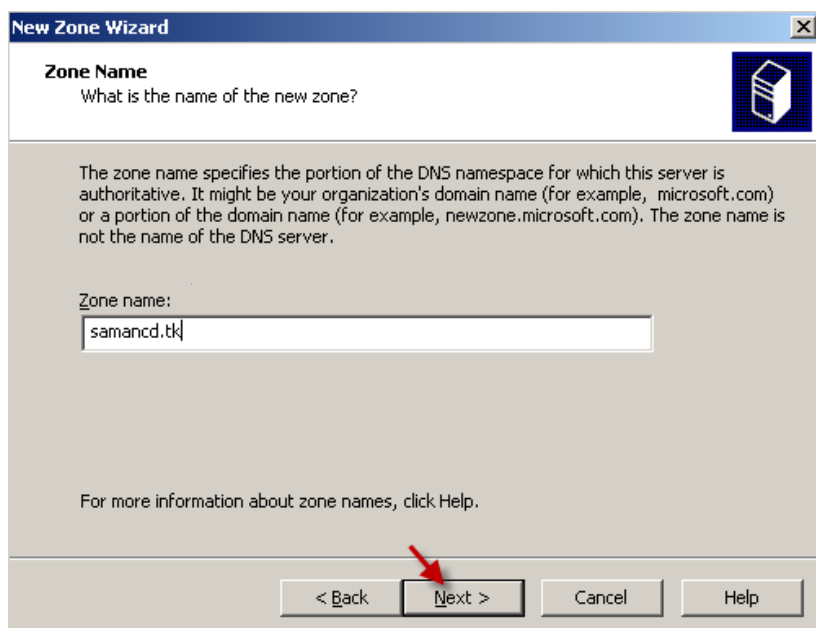 New Zone Wizard
Zone Name
What is the name of the new zone?
The zone name specifies the portion of the DNS namespace for which this server is
authoritative. It might be your organization's domain name (for example, microsoft.com)
or a portion of the domain name (for example, newzone.microsoft.com). The zone name is
not the name of the DNS server.
Zone name:
samancd.tk
For more information about zone names, click Help.
< Back Next > Cancel Help